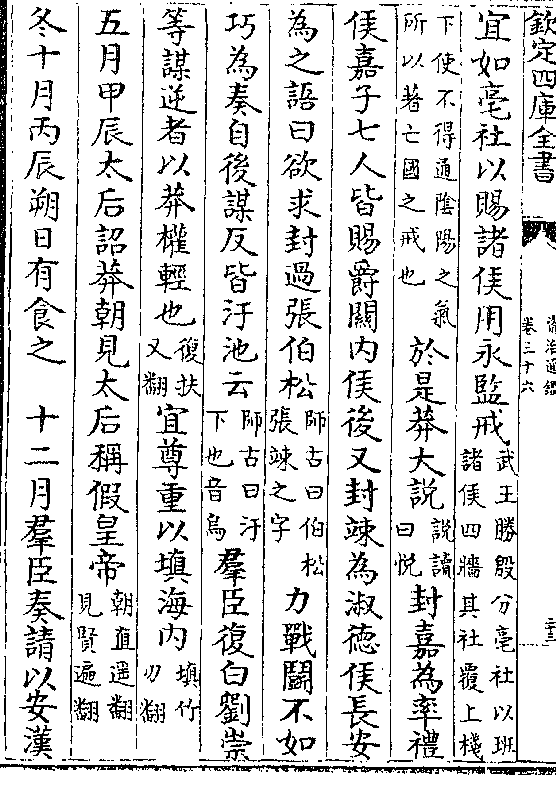 欽定四庫全書
資治通鑑
卷三十六
二十三
宜如亳社以賜諸侯用永監戒武王勝殷分亳社以班諸侯四牆其社覆上棧
下使不得通陰陽之氣所以著亡國之戒也於是莽大說說讀曰悦封嘉為率禮
侯嘉子七人皆賜爵關内侯後又封竦為淑德侯長安
為之語曰欲求封過張伯松師古曰伯松張竦之字力戰鬭不如
巧為奏自後謀反皆汙池云師古曰汙下也音烏羣臣復白劉崇
等謀逆者以莽權輕也復扶又翻宜尊重以填海内填竹刃翻
五月甲辰太后詔莽朝見太后稱假皇帝朝直遥翻見賢遍翻
冬十月丙辰朔日有食之　十二月羣臣奏請以安漢